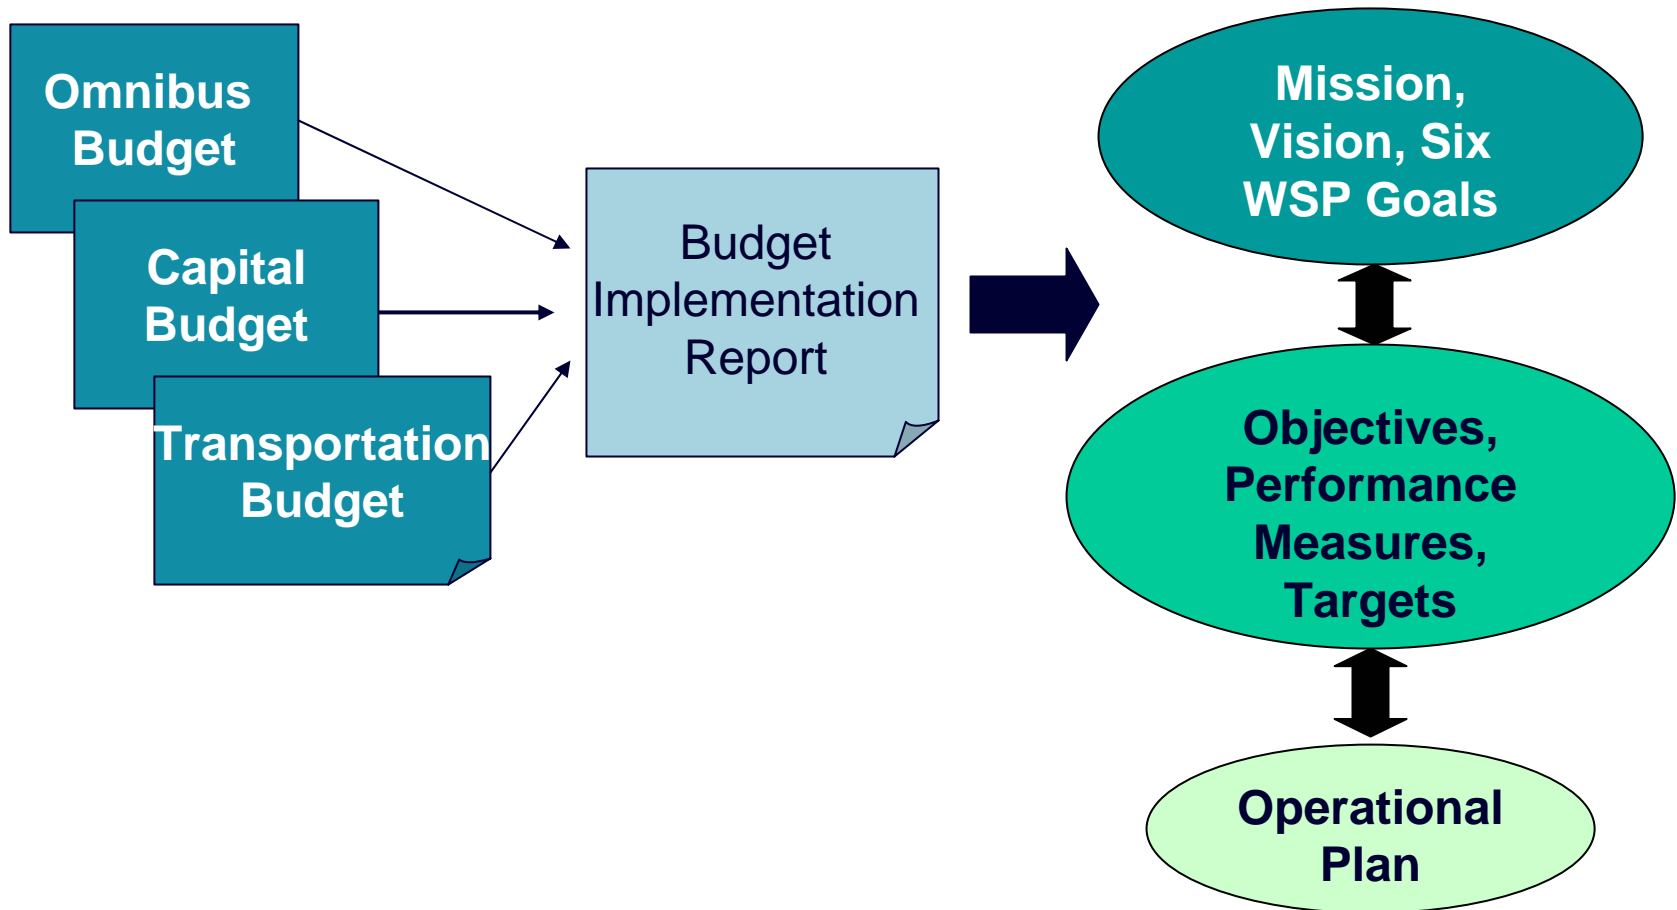 Omnibus
Budget
Capital
Budget
Transportation
Budget
Budget
Implementation
Report
Mission,
Vision, Six
WSP Goals
Objectives,
Performance
Measures,
Targets
Operational
Plan